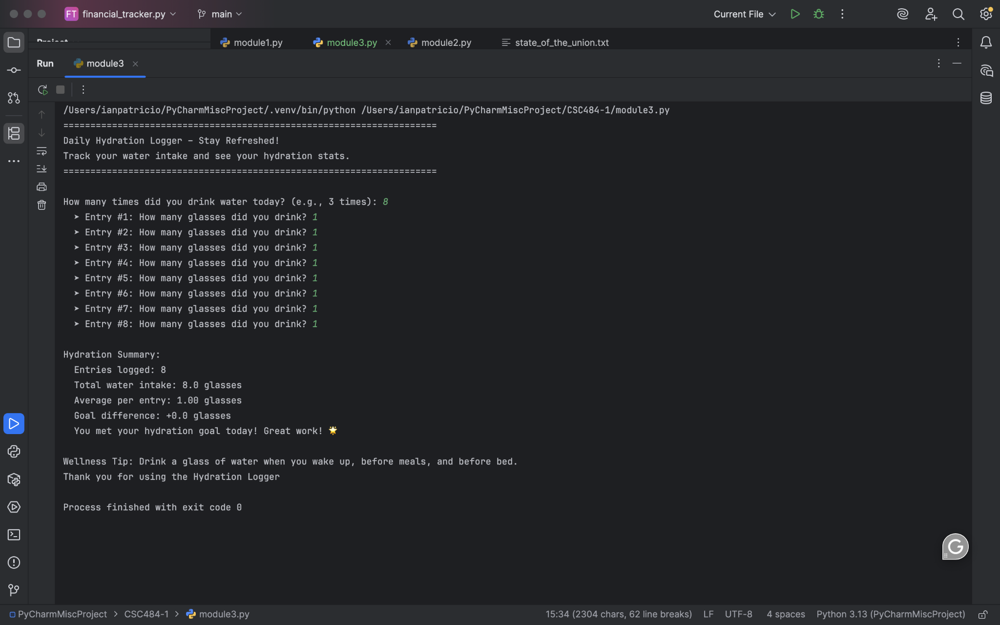 FT financial_tracker.py main Current File
Project
module1.py module3.py module2.py state_of_the_union.txt
Run module3
/Users/ianpatricio/PyCharmMiscProject/.venv/bin/python /Users/ianpatricio/PyCharmMiscProject/CSC484-1/module3.py
=====================================================================
Daily Hydration Logger – Stay Refreshed!
Track your water intake and see your hydration stats.
=====================================================================
How many times did you drink water today? (e.g., 3 times): 8
➤ Entry #1: How many glasses did you drink? 1
➤ Entry #2: How many glasses did you drink? 1
➤ Entry #3: How many glasses did you drink? 1
➤ Entry #4: How many glasses did you drink? 1
➤ Entry #5: How many glasses did you drink? 1
➤ Entry #6: How many glasses did you drink? 1
➤ Entry #7: How many glasses did you drink? 1
➤ Entry #8: How many glasses did you drink? 1
Hydration Summary:
Entries logged: 8
Total water intake: 8.0 glasses
Average per entry: 1.00 glasses
Goal difference: +0.0 glasses
You met your hydration goal today! Great work! 🌟
Wellness Tip: Drink a glass of water when you wake up, before meals, and before bed.
Thank you for using the Hydration Logger
Process finished with exit code 0
G
PyCharmMiscProject > CSC484-1 > module3.py 15:34 (2304 chars, 62 line breaks) LF UTF-8 4 spaces Python 3.13 (PyCharmMiscProject)